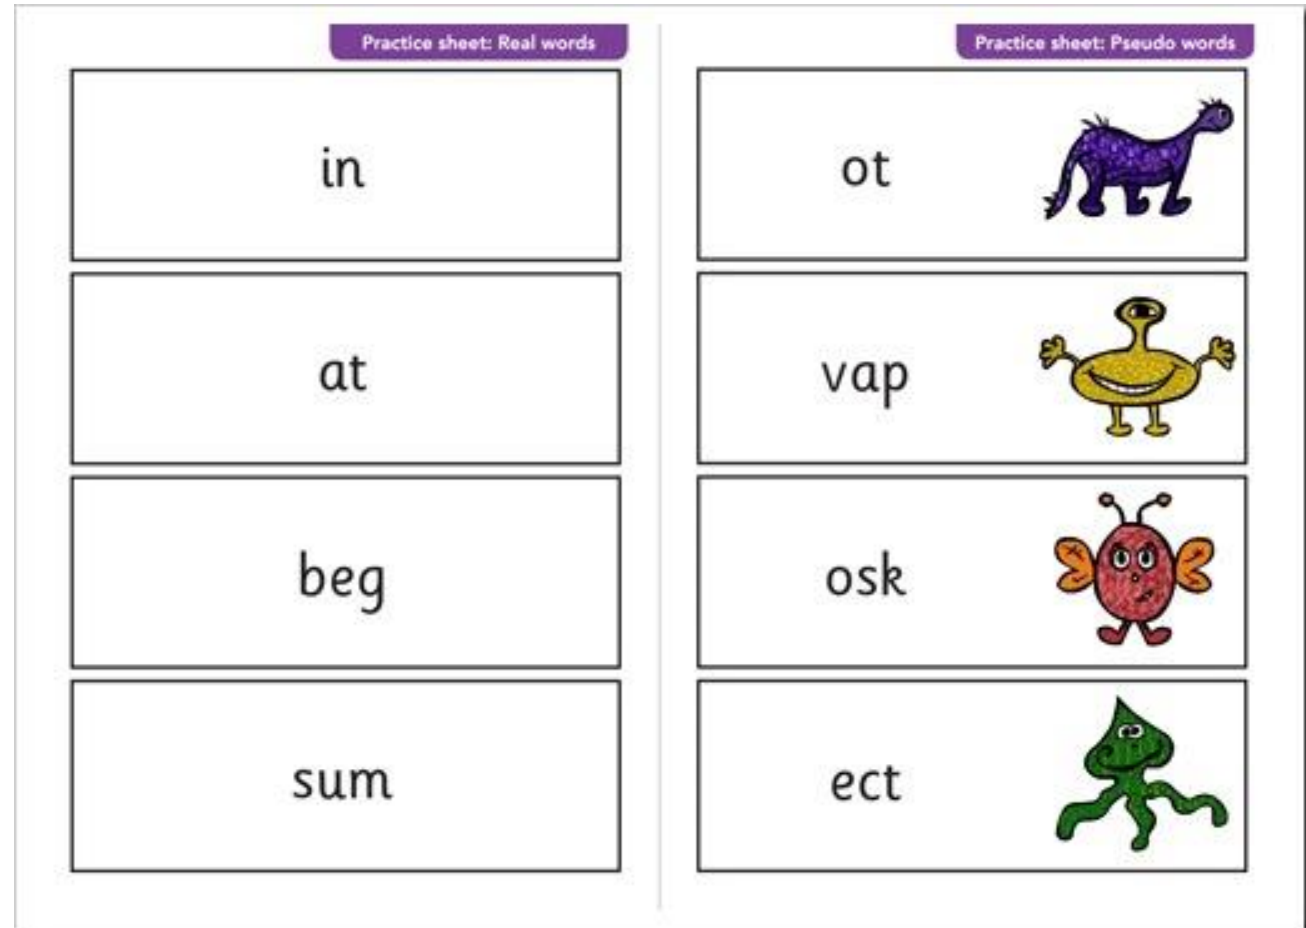 Practice sheet: Real words
in
at
beg
sum
Practice sheet: Pseudo words
ot
vap
osk
ect